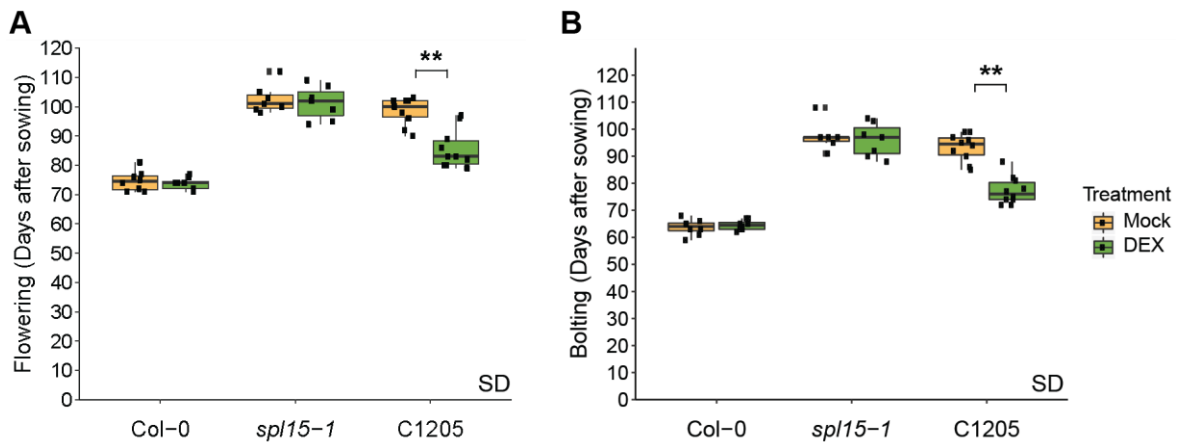 A
Flowering (Days after sowing)
120
110
100
90
80
70
60
50
40
30
20
10
0
**
SD
Col−0
spl15−1
C1205
B
Bolting (Days after sowing)
120
110
100
90
80
70
60
50
40
30
20
10
0
**
SD
Col−0
spl15−1
C1205
Treatment
Mock
DEX